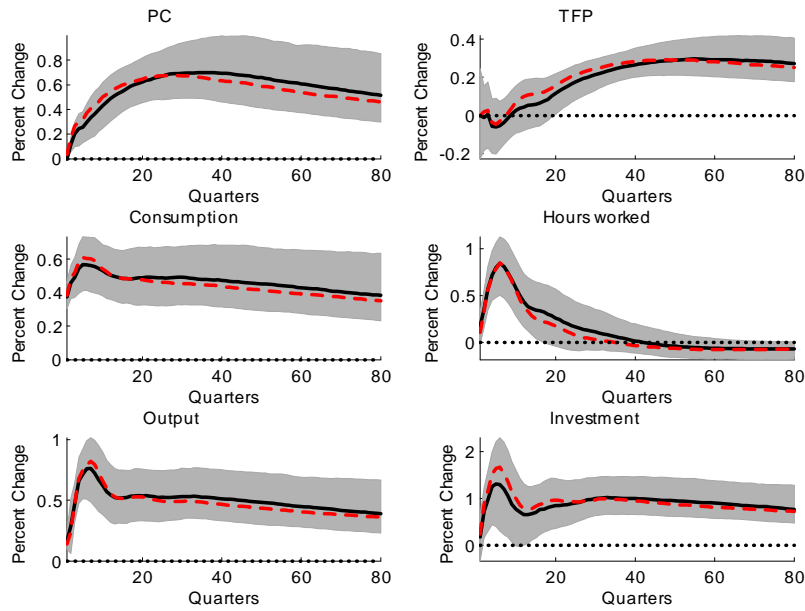 PC
TFP
Percent Change
0.8
0.6
0.4
0.2
0
20
40
60
80
Quarters
Percent Change
0.4
0.2
0
-0.2
20
40
60
80
Quarters
Consumption
Hours worked
Percent Change
0.6
0.4
0.2
0
20
40
60
80
Quarters
Percent Change
1
0.5
0
20
40
60
80
Quarters
Output
Investment
Percent Change
1
0.5
0
20
40
60
80
Quarters
Percent Change
2
1
0
20
40
60
80
Quarters